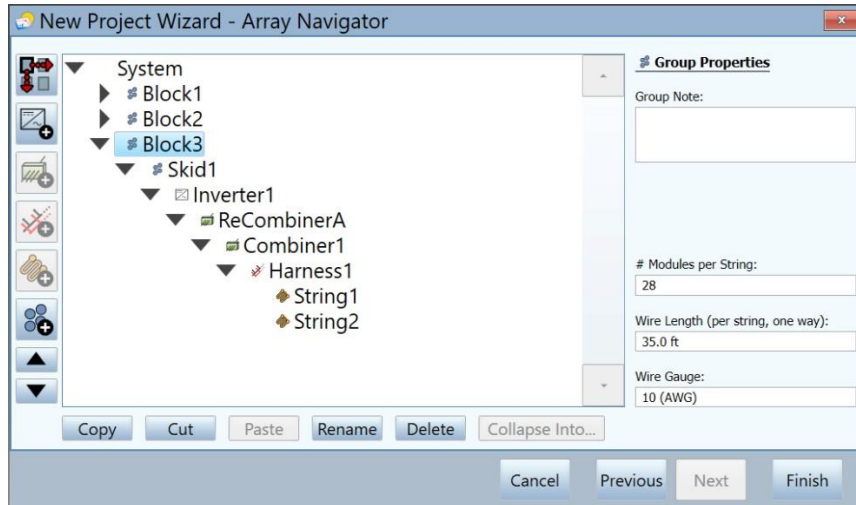 New Project Wizard - Array Navigator
System
Block1
Block2
Block3
Skid1
Inverter1
ReCombinerA
Combiner1
Harness1
String1
String2
Group Properties
Group Note:
# Modules per String:
28
Wire Length (per string, one way):
35.0 ft
Wire Gauge:
10 (AWG)
Copy Cut Paste Rename Delete Collapse Into...
Cancel Previous Next Finish